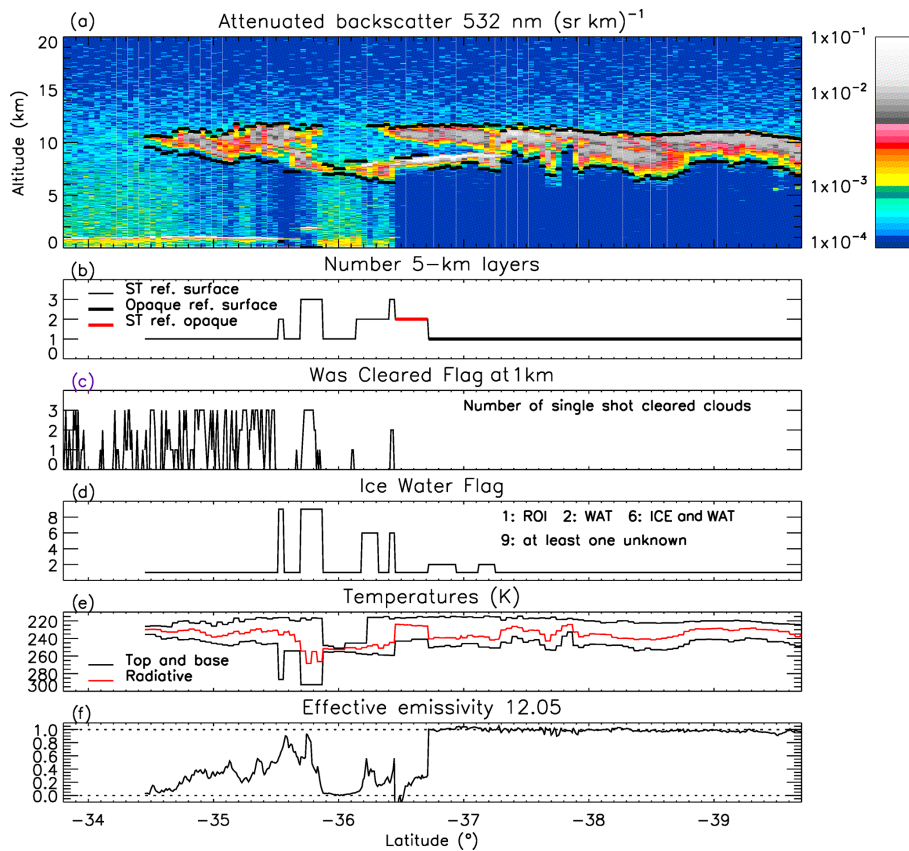 (a) Attenuated backscatter 532 nm (sr km)⁻¹
20
15
10
5
0
Altitude (km)
1x10⁻¹
1x10⁻²
1x10⁻³
1x10⁻⁴
(b) Number 5-km layers
3
2
1
0
ST ref. surface
Opaque ref. surface
ST ref. opaque
(c) Was Cleared Flag at 1km
3
2
1
0
Number of single shot cleared clouds
(d) Ice Water Flag
8
6
4
2
1: ROI 2: WAT 6: ICE and WAT
9: at least one unknown
(e) Temperatures (K)
220
240
260
280
300
Top and base
Radiative
(f) Effective emissivity 12.05
1.0
0.8
0.6
0.4
0.2
0.0
-34 -35 -36 -37 -38 -39
Latitude (°)